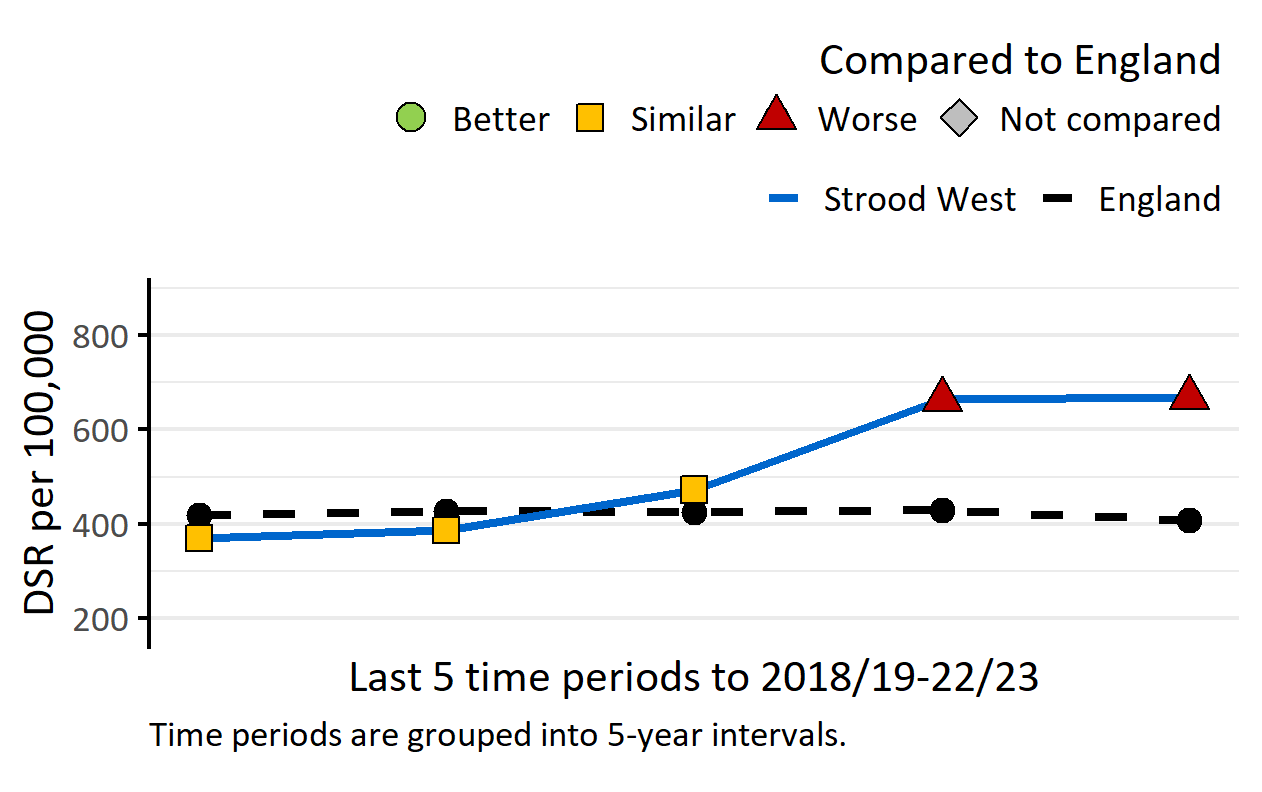 Compared to England
Better Similar Worse Not compared
Strood West England
DSR per 100,000
800
600
400
200
Last 5 time periods to 2018/19-22/23
Time periods are grouped into 5-year intervals.